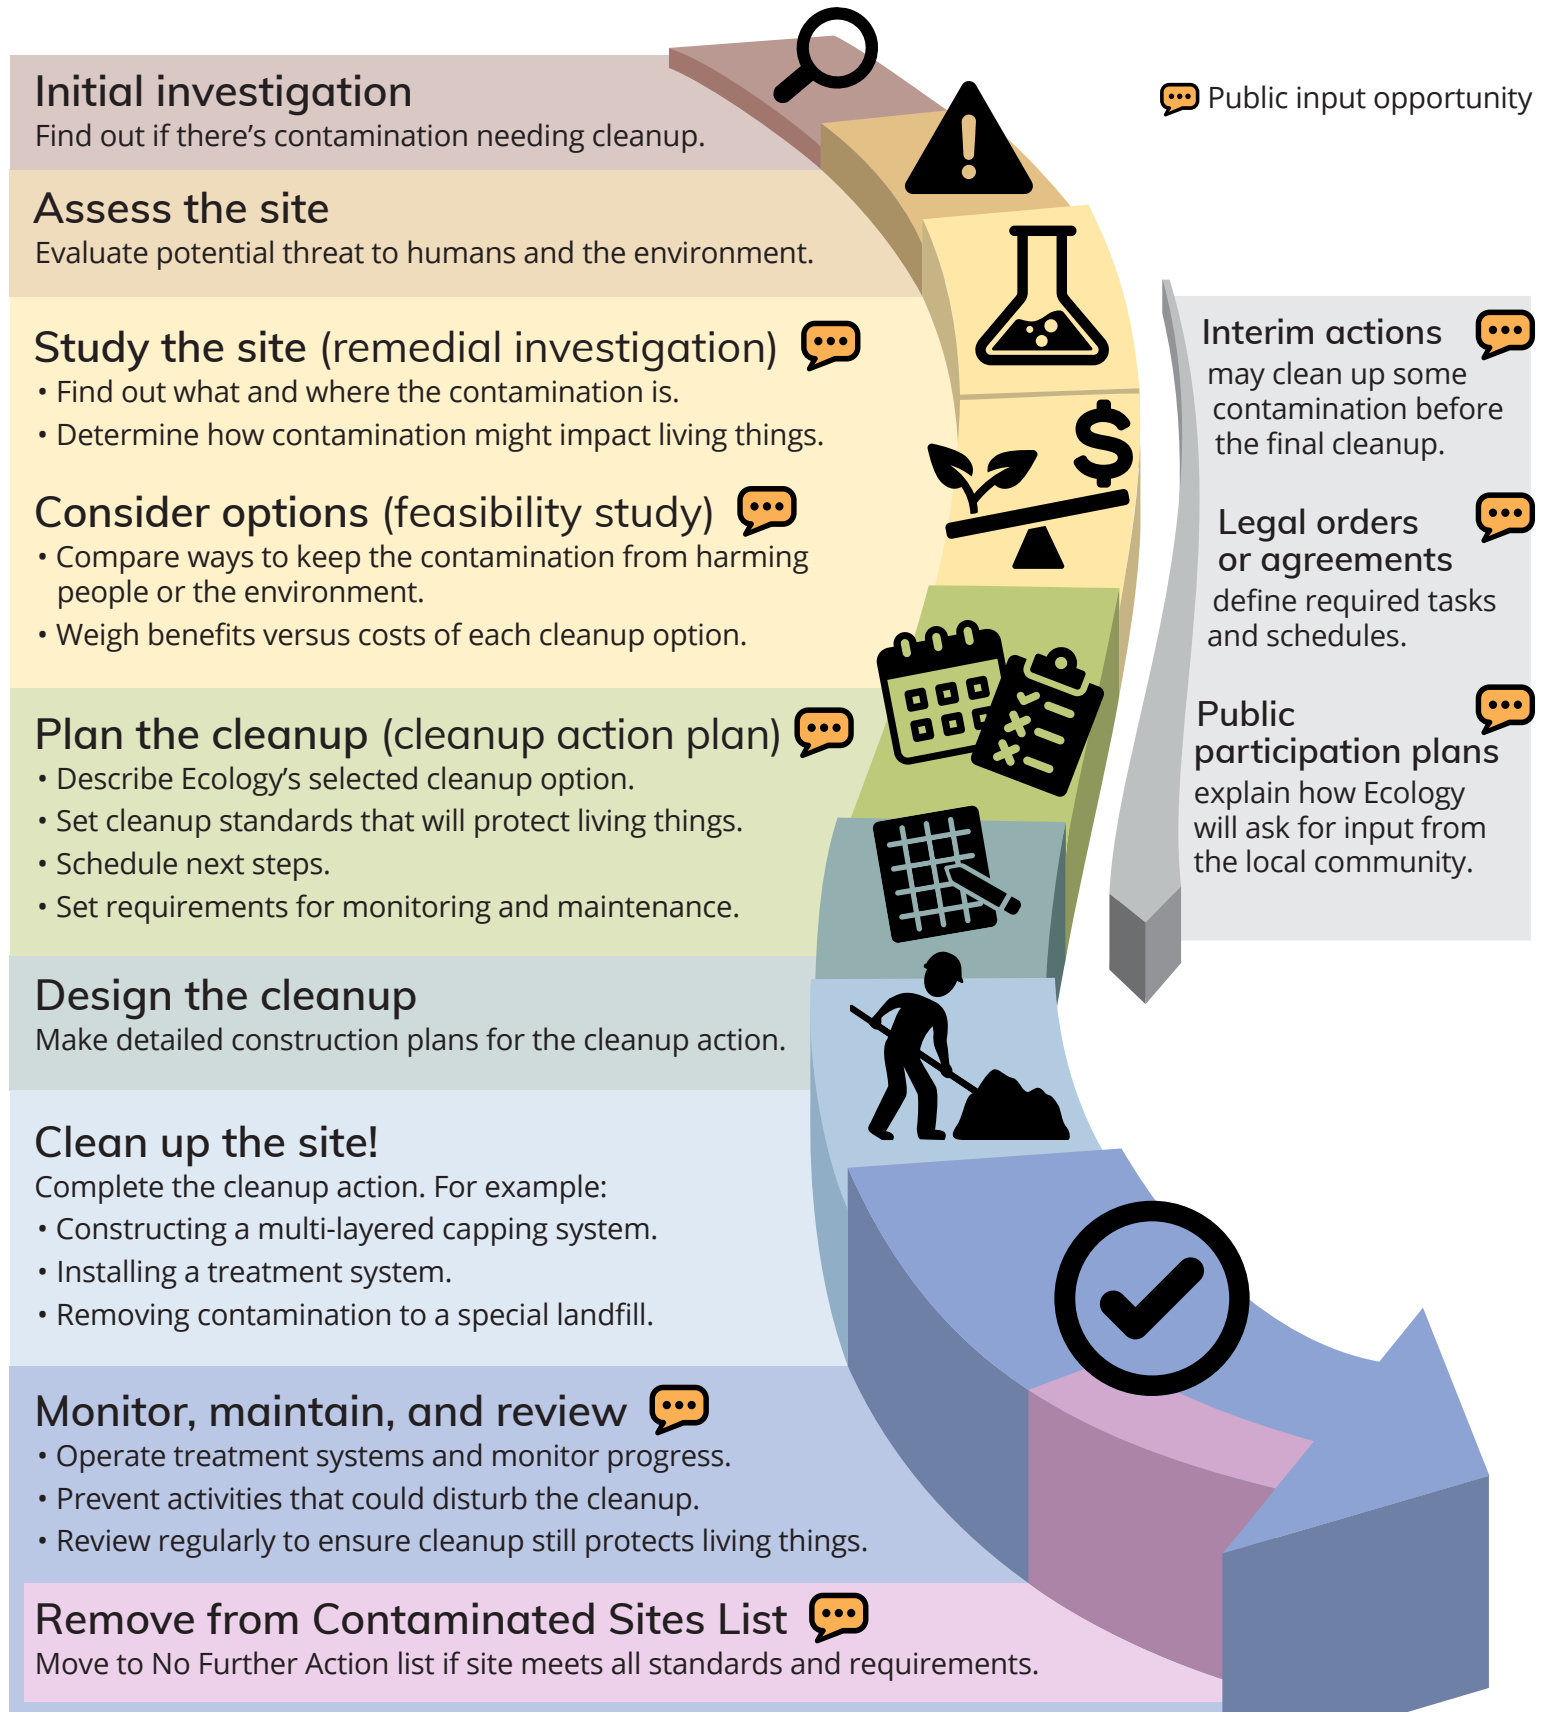 Initial investigation
Find out if there’s contamination needing cleanup.
Public input opportunity
Assess the site
Evaluate potential threat to humans and the environment.
Study the site (remedial investigation)
• Find out what and where the contamination is.
• Determine how contamination might impact living things.
Consider options (feasibility study)
• Compare ways to keep the contamination from harming
people or the environment.
• Weigh benefits versus costs of each cleanup option.
$
Plan the cleanup (cleanup action plan)
• Describe Ecology’s selected cleanup option.
• Set cleanup standards that will protect living things.
• Schedule next steps.
• Set requirements for monitoring and maintenance.
Design the cleanup
Make detailed construction plans for the cleanup action.
Clean up the site!
Complete the cleanup action. For example:
• Constructing a multi-layered capping system.
• Installing a treatment system.
• Removing contamination to a special landfill.
Monitor, maintain, and review
• Operate treatment systems and monitor progress.
• Prevent activities that could disturb the cleanup.
• Review regularly to ensure cleanup still protects living things.
Remove from Contaminated Sites List
Move to No Further Action list if site meets all standards and requirements.
Interim actions
may clean up some
contamination before
the final cleanup.
Legal orders
or agreements
define required tasks
and schedules.
Public
participation plans
explain how Ecology
will ask for input from
the local community.